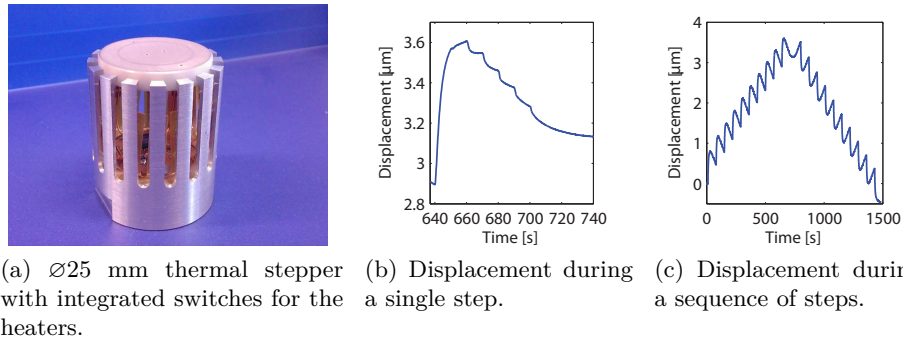 3.6
3.4
3.2
3
2.8
Displacement [µm]
640 660 680 700 720 740
Time [s]
4
3
2
1
0
Displacement [µm]
0 500 1000 1500
Time [s]
(a) ⌀25 mm thermal stepper
with integrated switches for the
heaters.
(b) Displacement during
a single step.
(c) Displacement durin
a sequence of steps.